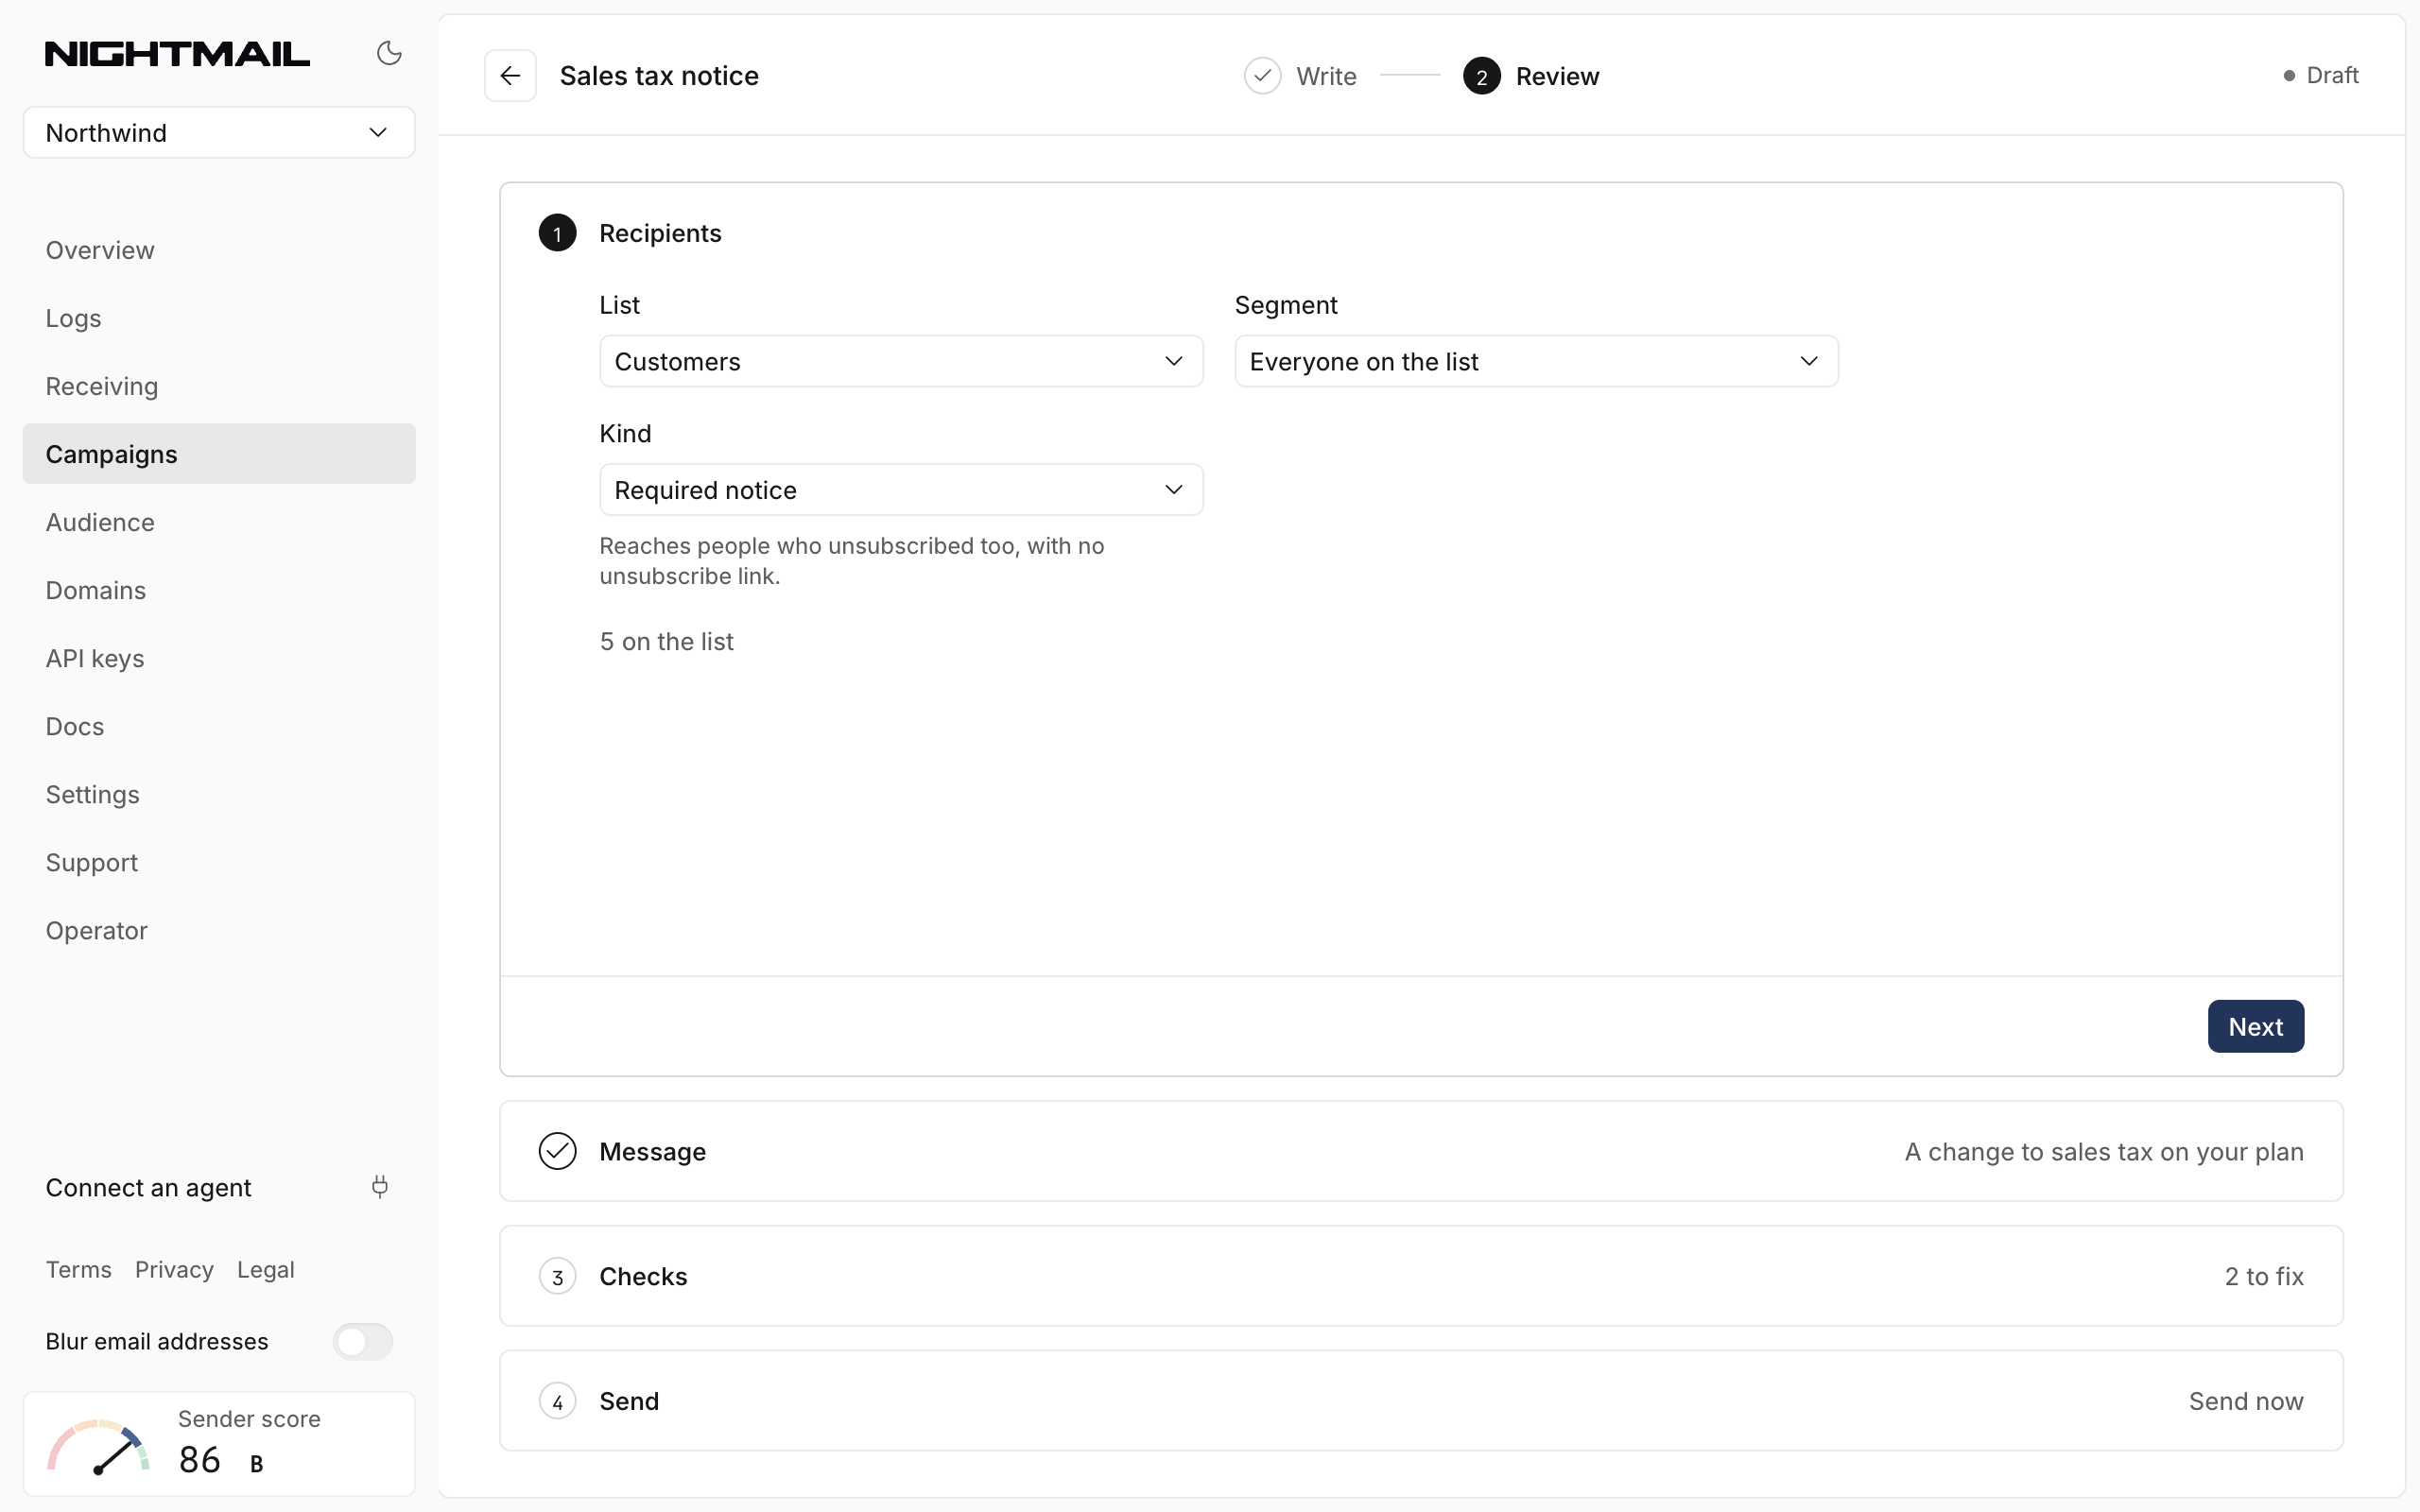 NIGHTMAIL
Northwind
Overview
Logs
Receiving
Campaigns
Audience
Domains
API keys
Docs
Settings
Support
Operator
Connect an agent
Terms Privacy Legal
Blur email addresses
Sender score
86 B
Sales tax notice
Write
2 Review
Draft
1 Recipients
List
Customers
Segment
Everyone on the list
Kind
Required notice
Reaches people who unsubscribed too, with no
unsubscribe link.
5 on the list
Next
Message
A change to sales tax on your plan
3 Checks
2 to fix
4 Send
Send now